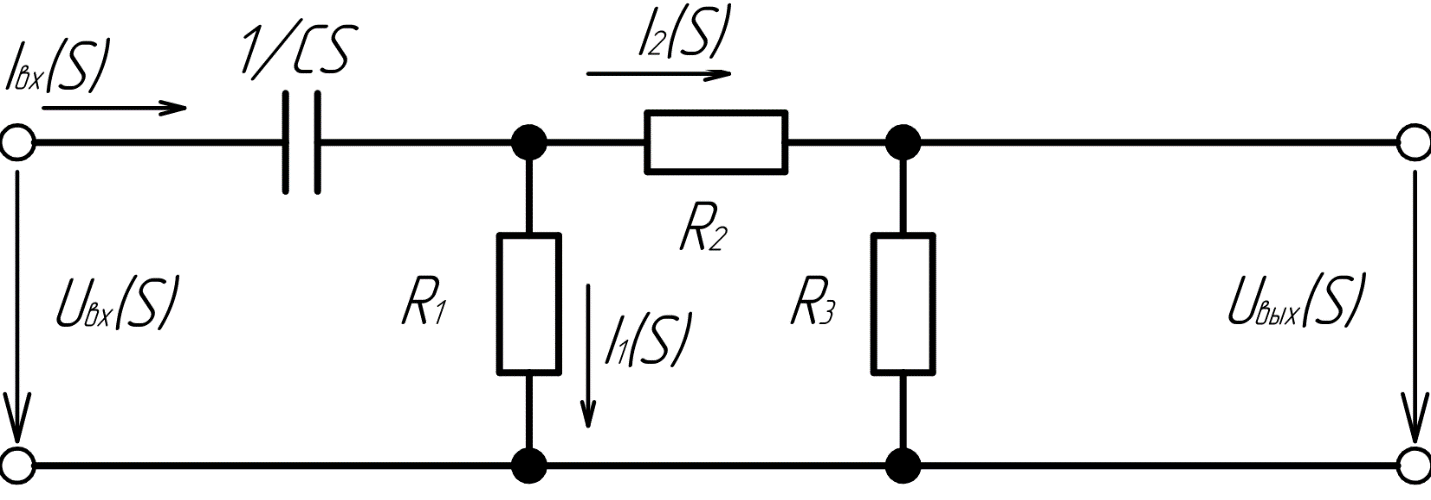 Iвх(S)
1/CS
I2(S)
R2
Uвх(S)
R1
I1(S)
R3
Uвых(S)